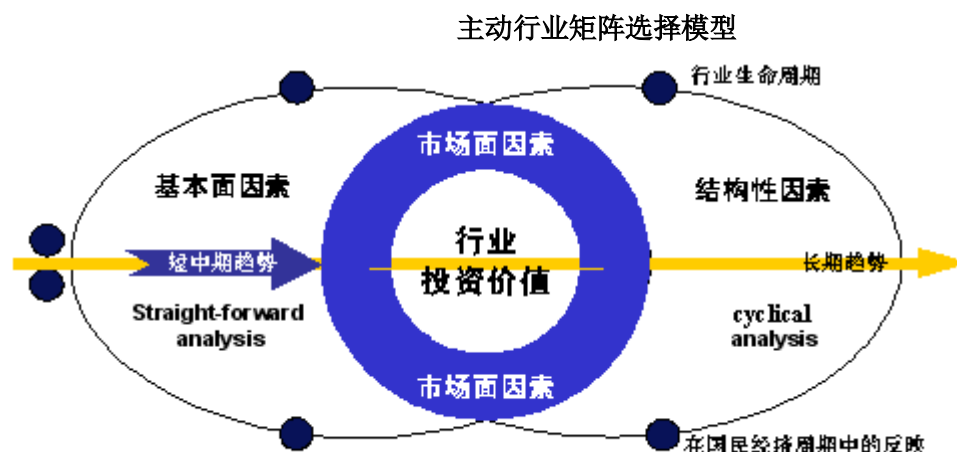 主动行业矩阵选择模型
行业生命周期
市场面因素
基本面因素
结构性因素
行业
投资价值
短中期趋势
长期趋势
Straight-forward
analysis
cyclical
analysis
市场面因素
在国民经济周期中的反映